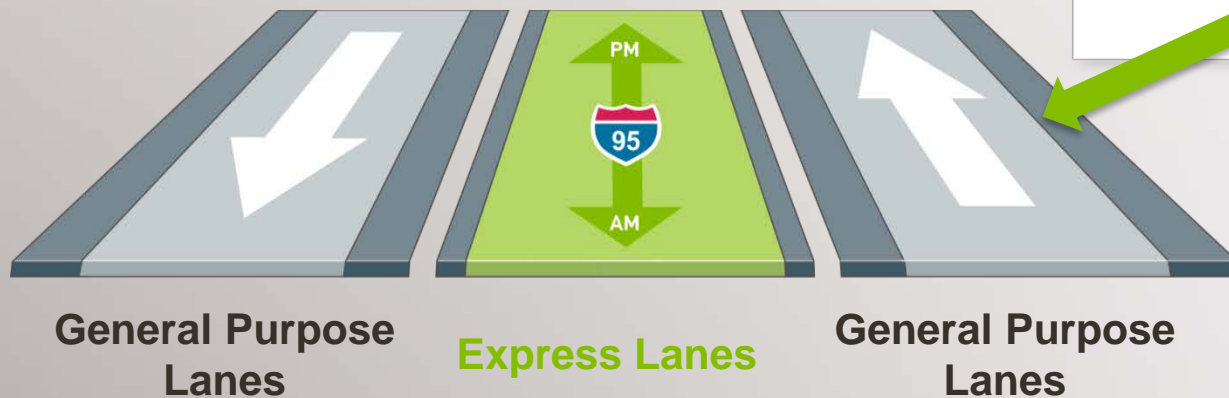 PM
95
AM
General Purpose
Lanes
Express Lanes
General Purpose
Lanes